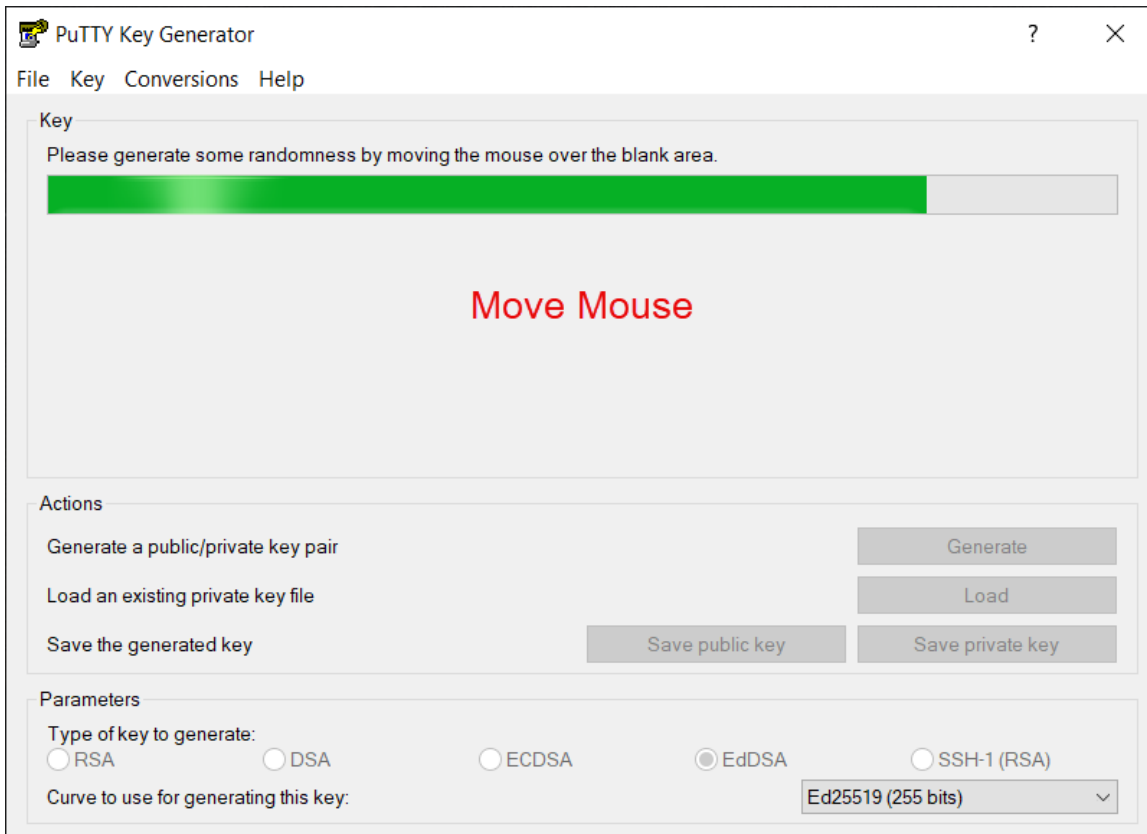 PuTTY Key Generator
?
File Key Conversions Help
Key
Please generate some randomness by moving the mouse over the blank area.
Move Mouse
Actions
Generate a public/private key pair Generate
Load an existing private key file Load
Save the generated key Save public key Save private key
Parameters
Type of key to generate:
RSA DSA ECDSA EdDSA SSH-1 (RSA)
Curve to use for generating this key: Ed25519 (255 bits)